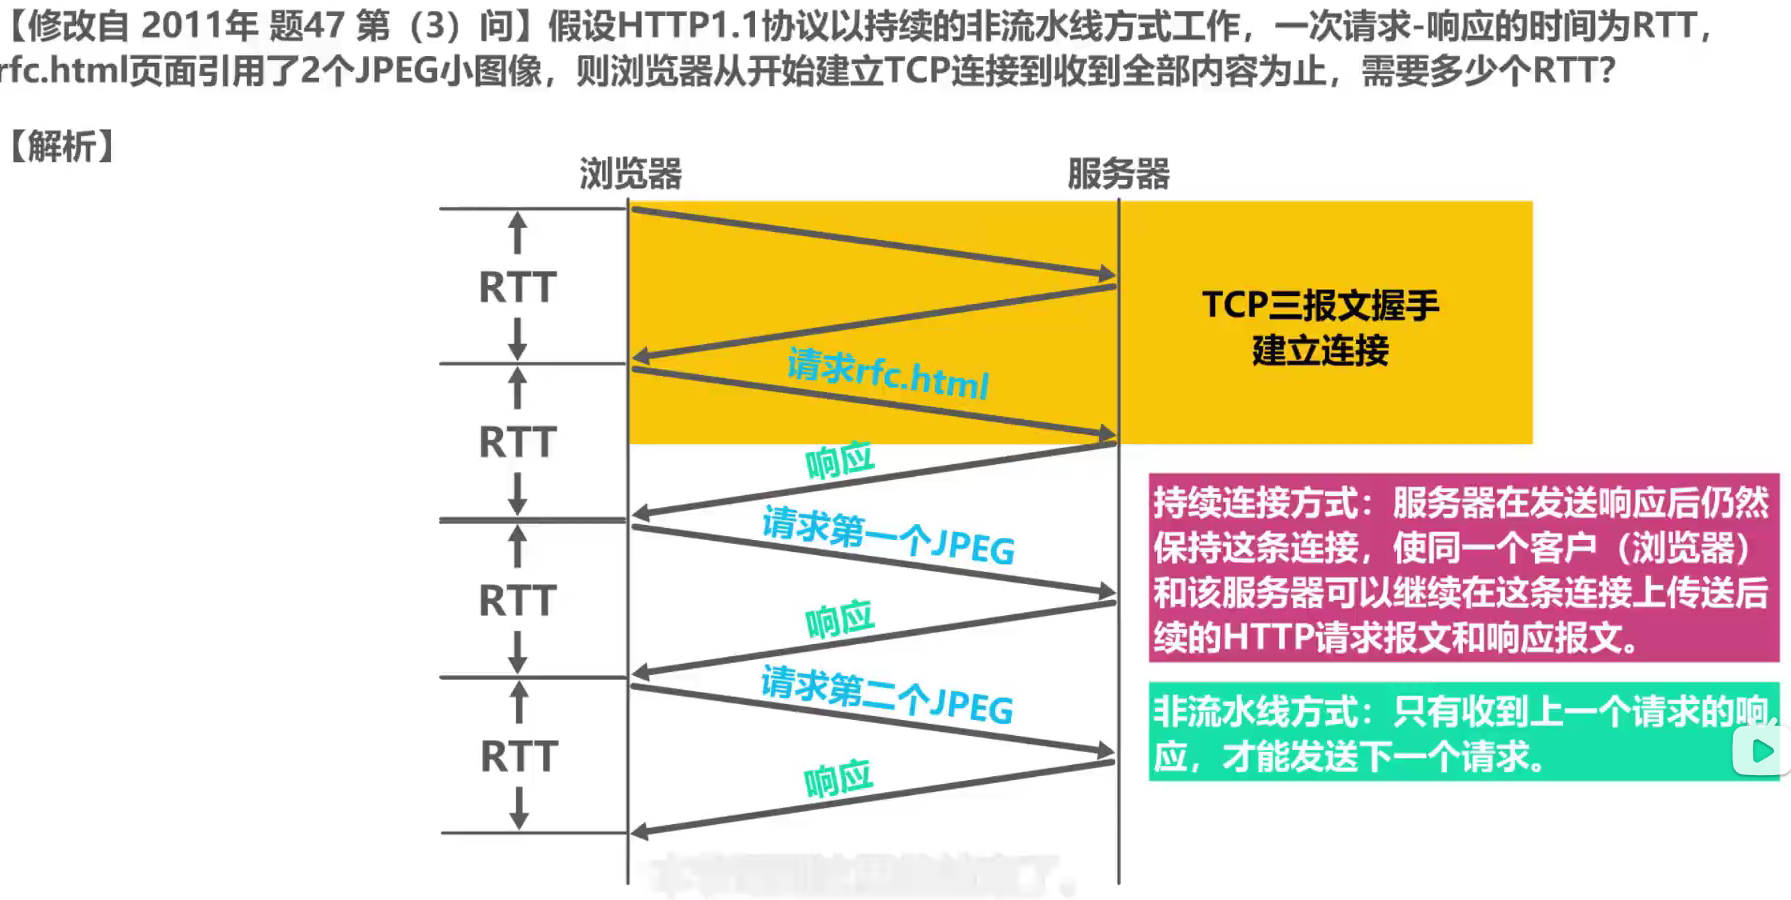 【修改自 2011年 题47 第（3）问】假设HTTP1.1协议以持续的非流水线方式工作，一次请求-响应的时间为RTT，
rfc.html页面引用了2个JPEG小图像，则浏览器从开始建立TCP连接到收到全部内容为止，需要多少个RTT？
【解析】
浏览器
服务器
RTT
TCP三报文握手
建立连接
请求rfc.html
RTT
响应
持续连接方式：服务器在发送响应后仍然
保持这条连接，使同一个客户（浏览器）
和该服务器可以继续在这条连接上传送后
续的HTTP请求报文和响应报文。
请求第一个JPEG
RTT
响应
请求第二个JPEG
非流水线方式：只有收到上一个请求的响
应，才能发送下一个请求。
RTT
响应